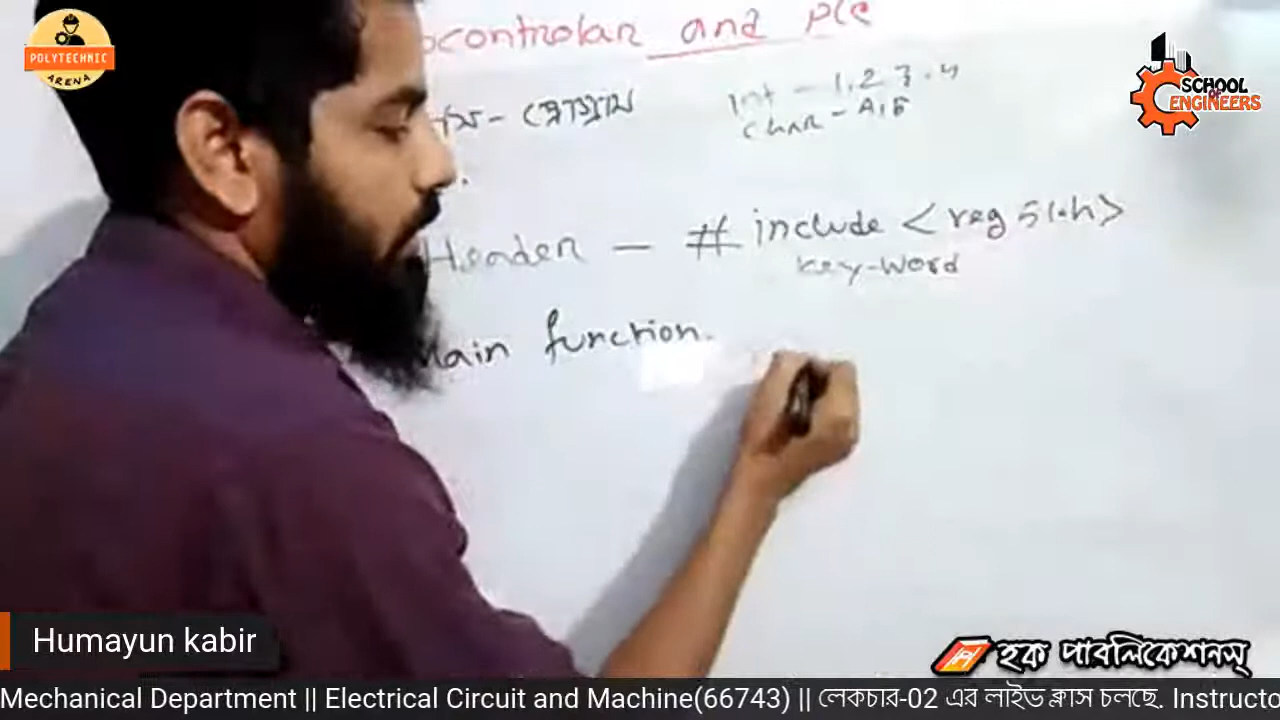 POLYTECHNIC
ARENA
SCHOOL
OF
ENGINEERS
ocontrolar and PLC
int - 1,2,3.4
char - A,B
প্রোগ্রাম
Header - # include <reg 51.h>
key-word
Main function.
Humayun kabir
হক পাবলিকেশনস্
Mechanical Department || Electrical Circuit and Machine(66743) || লেকচার-02 এর লাইভ ক্লাস চলছে. Instructo